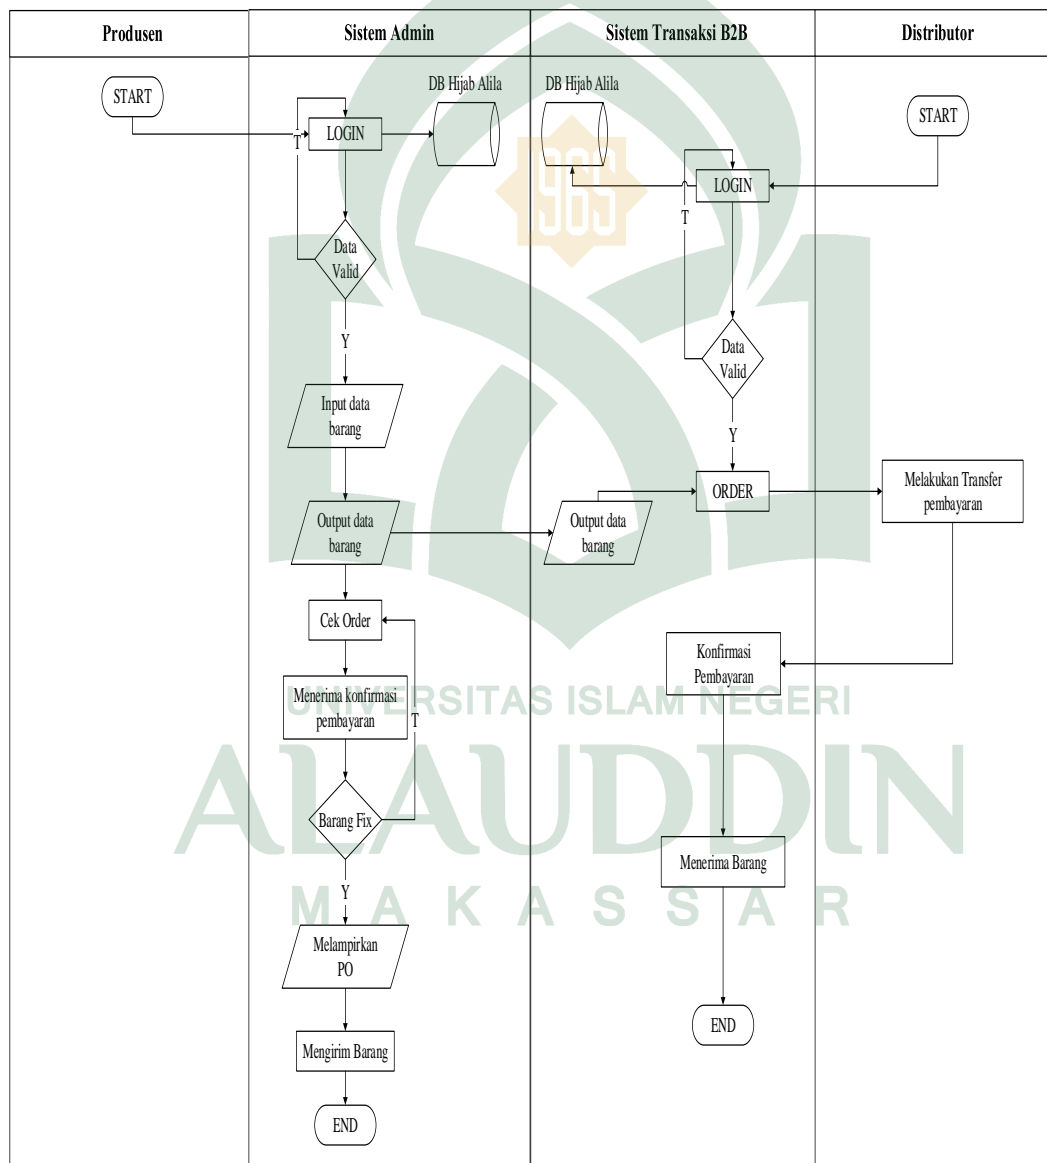 Produsen
Sistem Admin
Sistem Transaksi B2B
Distributor
START
LOGIN
T
DB Hijab Alila
Data
Valid
Y
Input data
barang
Output data
barang
Cek Order
Menerima konfirmasi
pembayaran
T
Barang Fix
Y
Melampirkan
PO
Mengirim Barang
END
DB Hijab Alila
1965
LOGIN
T
Data
Valid
Y
ORDER
Output data
barang
Konfirmasi
Pembayaran
Menerima Barang
END
START
Melakukan Transfer
pembayaran
UNIVERSITAS ISLAM NEGERI
ALAUDDIN
MAKASSAR